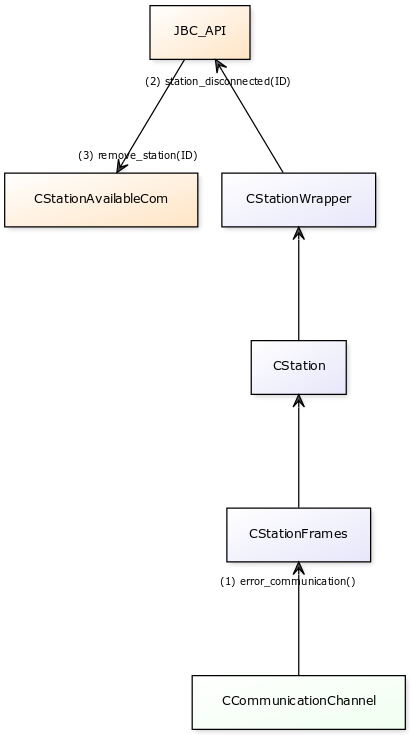 JBC_API
(2) station_disconnected(ID)
(3) remove_station(ID)
CStationAvailableCom
CStationWrapper
CStation
CStationFrames
(1) error_communication()
CCommunicationChannel